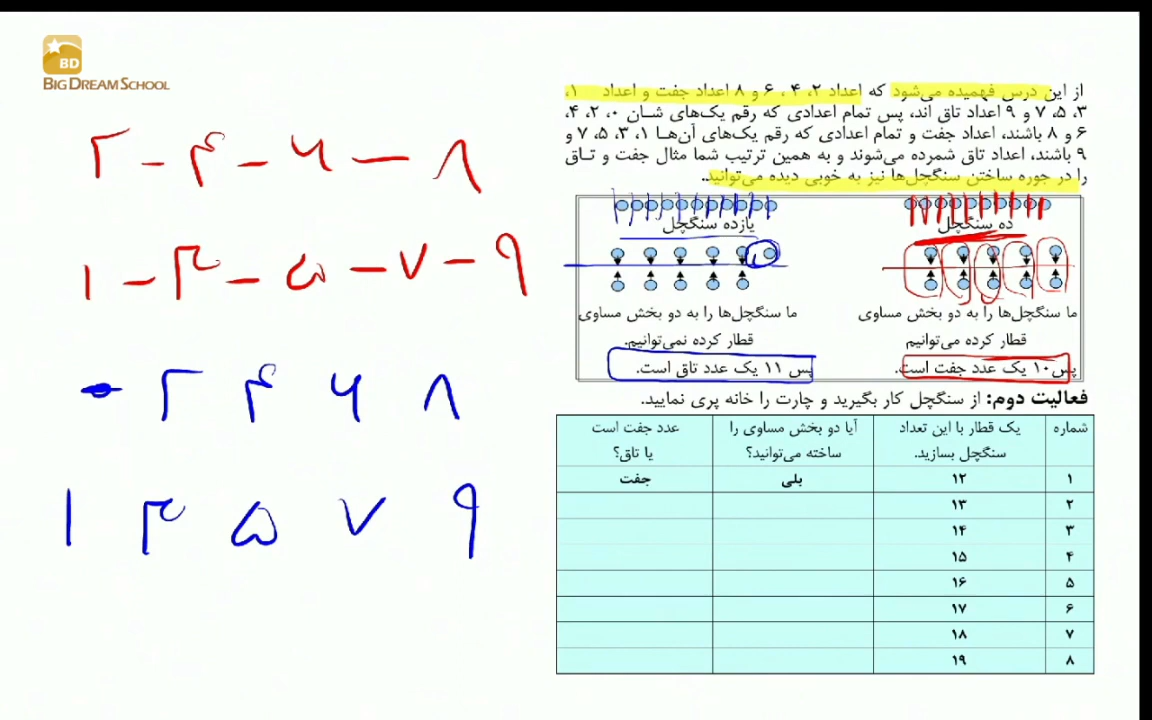 BD
BIG DREAM SCHOOL
از این درس فهمیده می‌شود که اعداد ۲، ۴، ۶ و ۸ اعداد جفت و اعداد ۱،
۳، ۵، ۷ و ۹ اعداد تاق اند، پس تمام اعدادی که رقم یک‌های شـان ۰، ۲، ۴،
۶ و ۸ باشند، اعداد جفت و تمام اعدادی که رقم یک‌های آن‌هـا ۱، ۳، ۵، ۷ و
۹ باشند، اعداد تاق شمرده می‌شوند و به همین ترتیب شما مثال جفت و تـاق
را در جوره ساختن سنگچل‌ها نیز به خوبی دیده می‌توانید.
ده سنگچل
ما سنگچل‌ها را به دو بخش مساوی
قطار کرده می‌توانیم
پس ۱۰ یک عدد جفت است.
یازده سنگچل
ما سنگچل‌ها را به دو بخش مساوی
قطار کرده نمی‌توانیم.
پس ۱۱ یک عدد تاق است.
فعالیت دوم: از سنگچل کار بگیرید و چارت را خانه پری نمایید.
شماره یک قطار با این تعداد سنگچل بسازید. آیا دو بخش مساوی را ساخته می‌توانید؟ عدد جفت است یا تاق؟
۱ ۱۲ بلی جفت
۲ ۱۳
۳ ۱۴
۴ ۱۵
۵ ۱۶
۶ ۱۷
۷ ۱۸
۸ ۱۹
۲ - ۴ - ۶ - ۸
۱ - ۳ - ۵ - ۷ - ۹
۲ ۴ ۶ ۸
۱ ۳ ۵ ۷ ۹